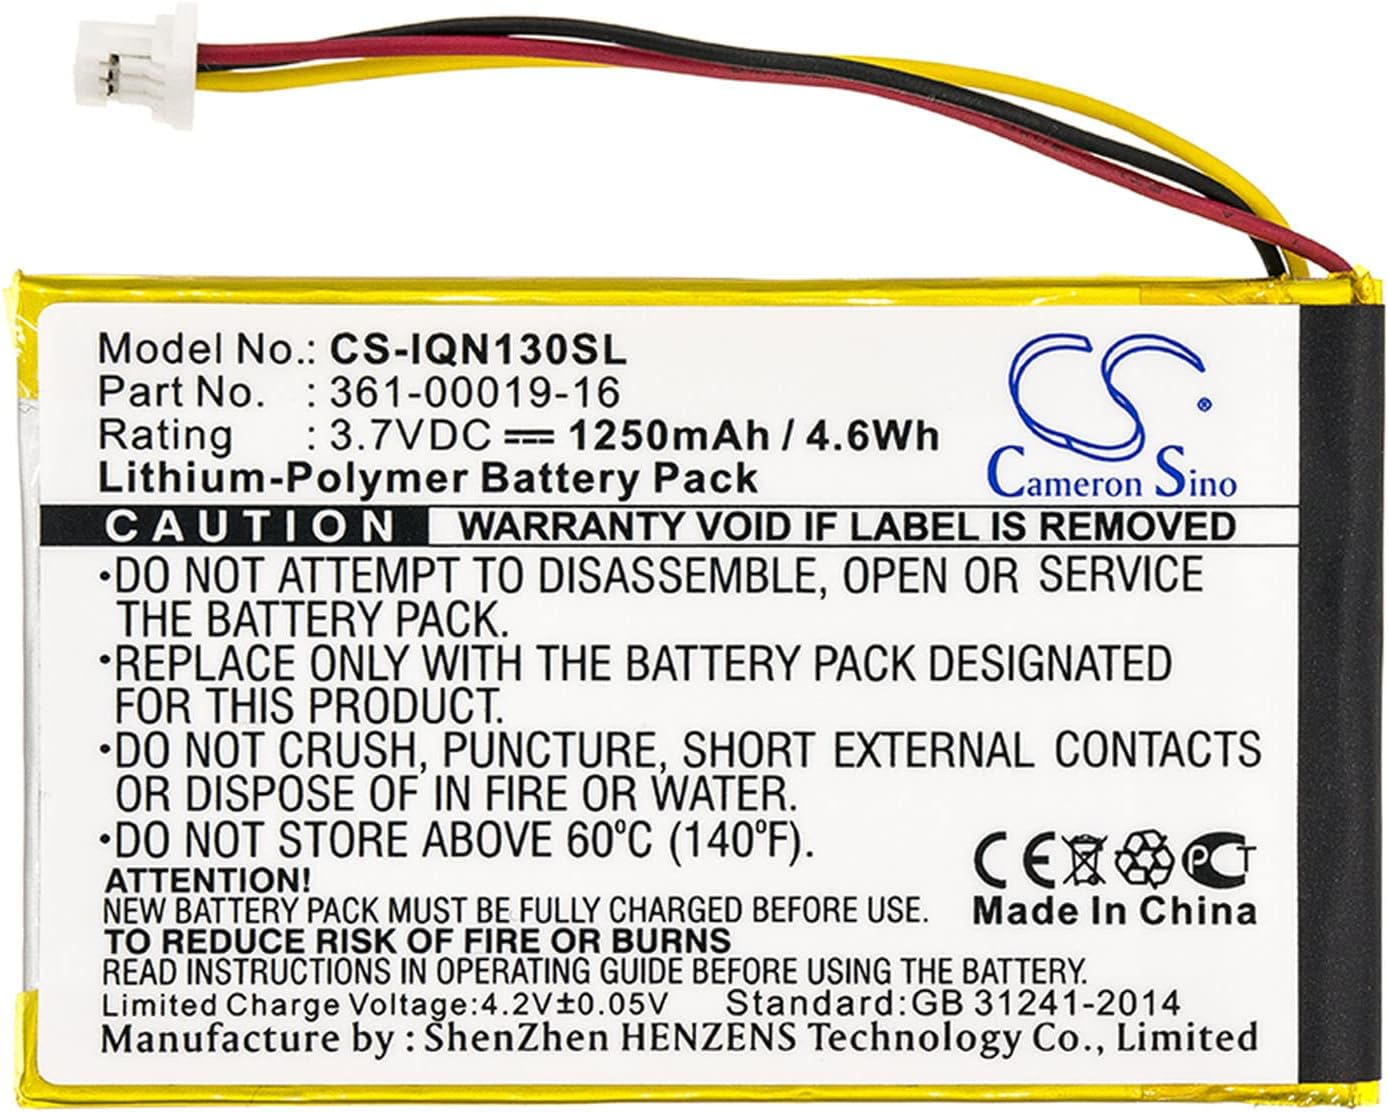 Model No.: CS-IQN130SL
Part No. : 361-00019-16
Rating : 3.7VDC 1250mAh / 4.6Wh
Lithium-Polymer Battery Pack
CS ®
Cameron Sino
CAUTION WARRANTY VOID IF LABEL IS REMOVED
•DO NOT ATTEMPT TO DISASSEMBLE, OPEN OR SERVICE
THE BATTERY PACK.
•REPLACE ONLY WITH THE BATTERY PACK DESIGNATED
FOR THIS PRODUCT.
•DO NOT CRUSH, PUNCTURE, SHORT EXTERNAL CONTACTS
OR DISPOSE OF IN FIRE OR WATER.
•DO NOT STORE ABOVE 60ºC (140ºF).
CE PCT
Made In China
ATTENTION!
NEW BATTERY PACK MUST BE FULLY CHARGED BEFORE USE.
TO REDUCE RISK OF FIRE OR BURNS
READ INSTRUCTIONS IN OPERATING GUIDE BEFORE USING THE BATTERY.
Limited Charge Voltage:4.2V±0.05V Standard:GB 31241-2014
Manufacture by : ShenZhen HENZENS Technology Co., Limited